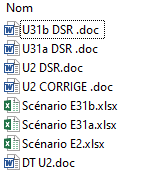 Nom
U31b DSR .doc
U31a DSR .doc
U2 DSR.doc
U2 CORRIGE .doc
Scénario E31b.xlsx
Scénario E31a.xlsx
Scénario E2.xlsx
DT U2.doc